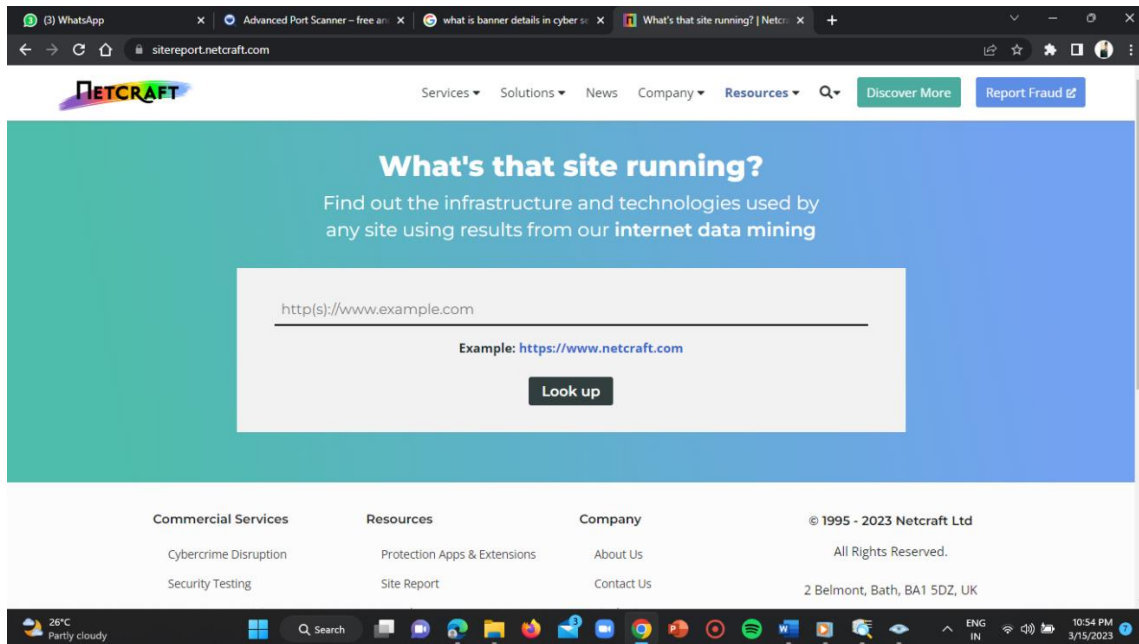 (3) WhatsApp
Advanced Port Scanner – free an
what is banner details in cyber se
What's that site running? | Netcr
sitereport.netcraft.com
NETCRAFT
Services
Solutions
News
Company
Resources
Discover More
Report Fraud
What's that site running?
Find out the infrastructure and technologies used by
any site using results from our internet data mining
http(s)://www.example.com
Example: https://www.netcraft.com
Look up
Commercial Services
Resources
Company
© 1995 - 2023 Netcraft Ltd
Cybercrime Disruption
Protection Apps & Extensions
About Us
All Rights Reserved.
Security Testing
Site Report
Contact Us
2 Belmont, Bath, BA1 5DZ, UK
26°C
Partly cloudy
Search
3
ENG
IN
10:54 PM
3/15/2023
7